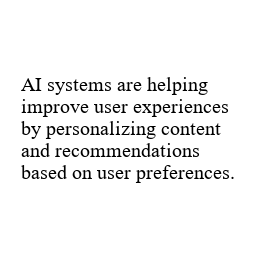 AI systems are helping
improve user experiences
by personalizing content
and recommendations
based on user preferences.